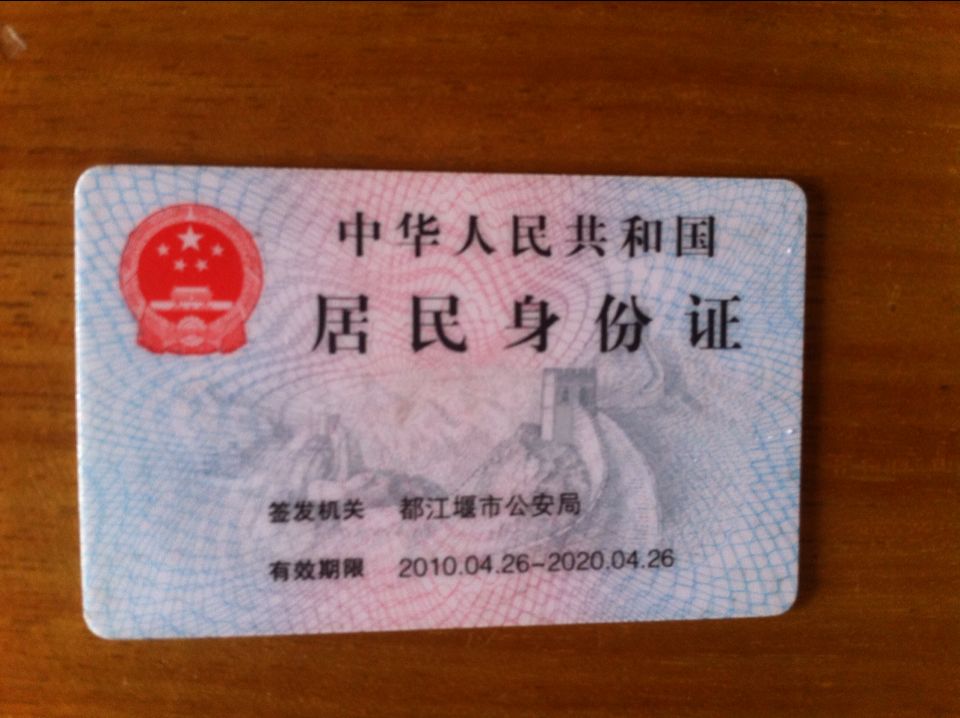 中华人民共和国
居民身份证
签发机关 都江堰市公安局
有效期限 2010.04.26-2020.04.26